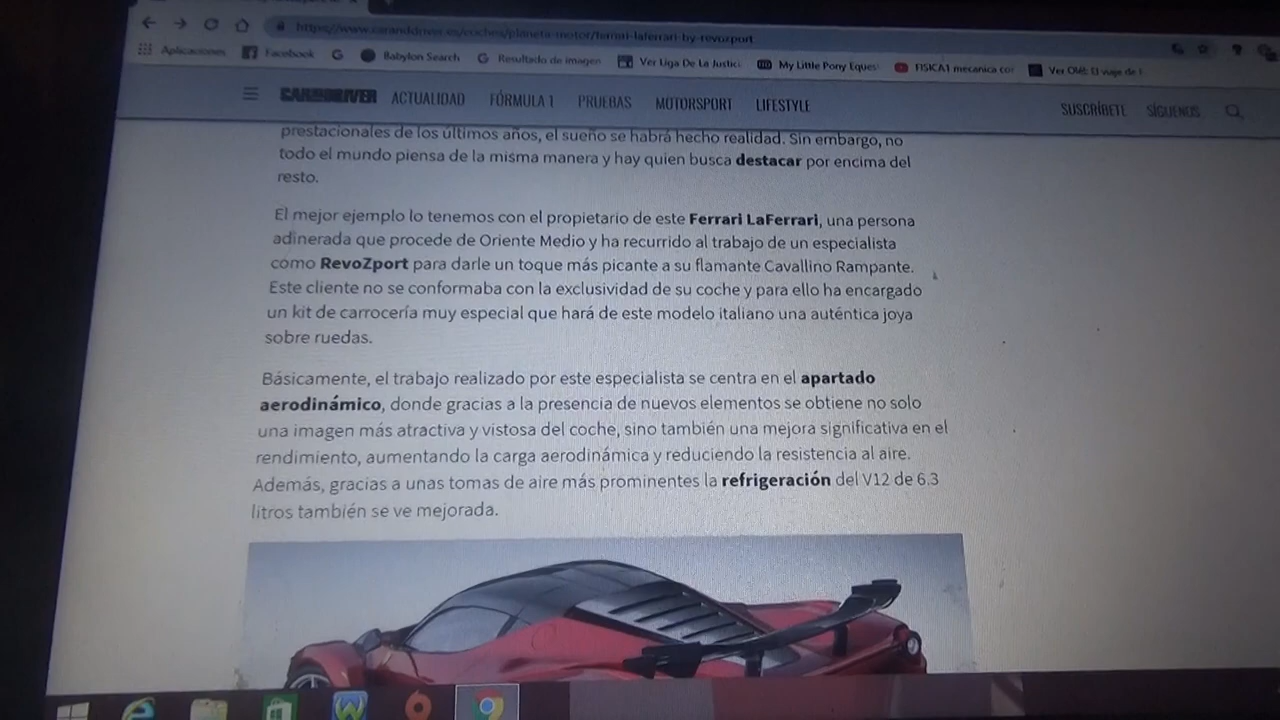 https://www.caranddriver.es/coches/planeta-motor/ferrari-laferrari-by-revozport
Aplicaciones Facebook Babylon Search Resultado de imagen Ver Liga De La Justici My Little Pony Eques FISICA I mecanica co Ver Olé: El viaje de
CAR AND DRIVER ACTUALIDAD FÓRMULA 1 PRUEBAS MOTORSPORT LIFESTYLE SUSCRÍBETE SÍGUENOS
prestacionales de los últimos años, el sueño se habrá hecho realidad. Sin embargo, no
todo el mundo piensa de la misma manera y hay quien busca destacar por encima del
resto.
El mejor ejemplo lo tenemos con el propietario de este Ferrari LaFerrari, una persona
adinerada que procede de Oriente Medio y ha recurrido al trabajo de un especialista
como RevoZport para darle un toque más picante a su flamante Cavallino Rampante.
Este cliente no se conformaba con la exclusividad de su coche y para ello ha encargado
un kit de carrocería muy especial que hará de este modelo italiano una auténtica joya
sobre ruedas.
Básicamente, el trabajo realizado por este especialista se centra en el apartado
aerodinámico, donde gracias a la presencia de nuevos elementos se obtiene no solo
una imagen más atractiva y vistosa del coche, sino también una mejora significativa en el
rendimiento, aumentando la carga aerodinámica y reduciendo la resistencia al aire.
Además, gracias a unas tomas de aire más prominentes la refrigeración del V12 de 6.3
litros también se ve mejorada.